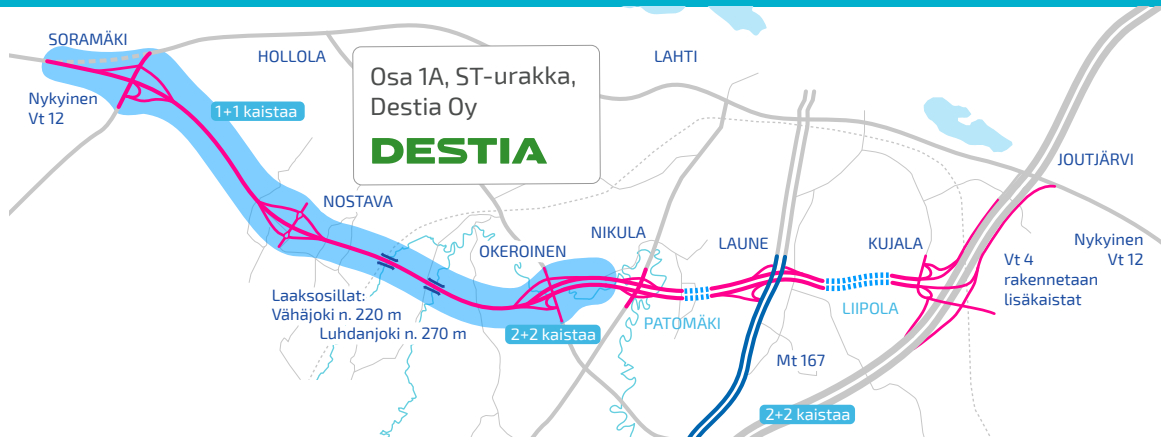 SORAMÄKI
HOLLOLA
LAHTI
Osa 1A, ST-urakka,
Destia Oy
DESTIA
Nykyinen
Vt 12
1+1 kaistaa
JOUTJÄRVI
NOSTAVA
OKEROINEN
NIKULA
LAUNE
KUJALA
Nykyinen
Vt 12
Vt 4
rakennetaan
lisäkaistat
Laaksosillat:
Vähäjoki n. 220 m
Luhdanjoki n. 270 m
2+2 kaistaa
PATOMÄKI
LIIPOLA
Mt 167
2+2 kaistaa